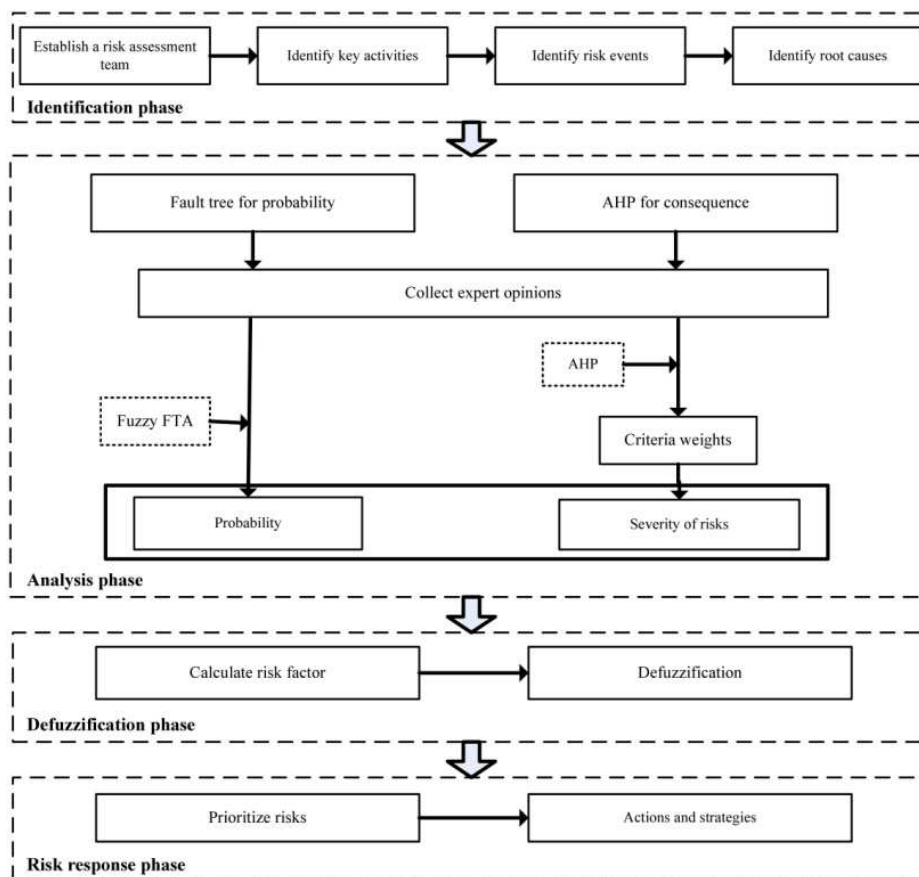 Establish a risk assessment
team
Identify key activities
Identify risk events
Identify root causes
Identification phase
Fault tree for probability
AHP for consequence
Collect expert opinions
AHP
Fuzzy FTA
Criteria weights
Probability
Severity of risks
Analysis phase
Calculate risk factor
Defuzzification
Defuzzification phase
Prioritize risks
Actions and strategies
Risk response phase